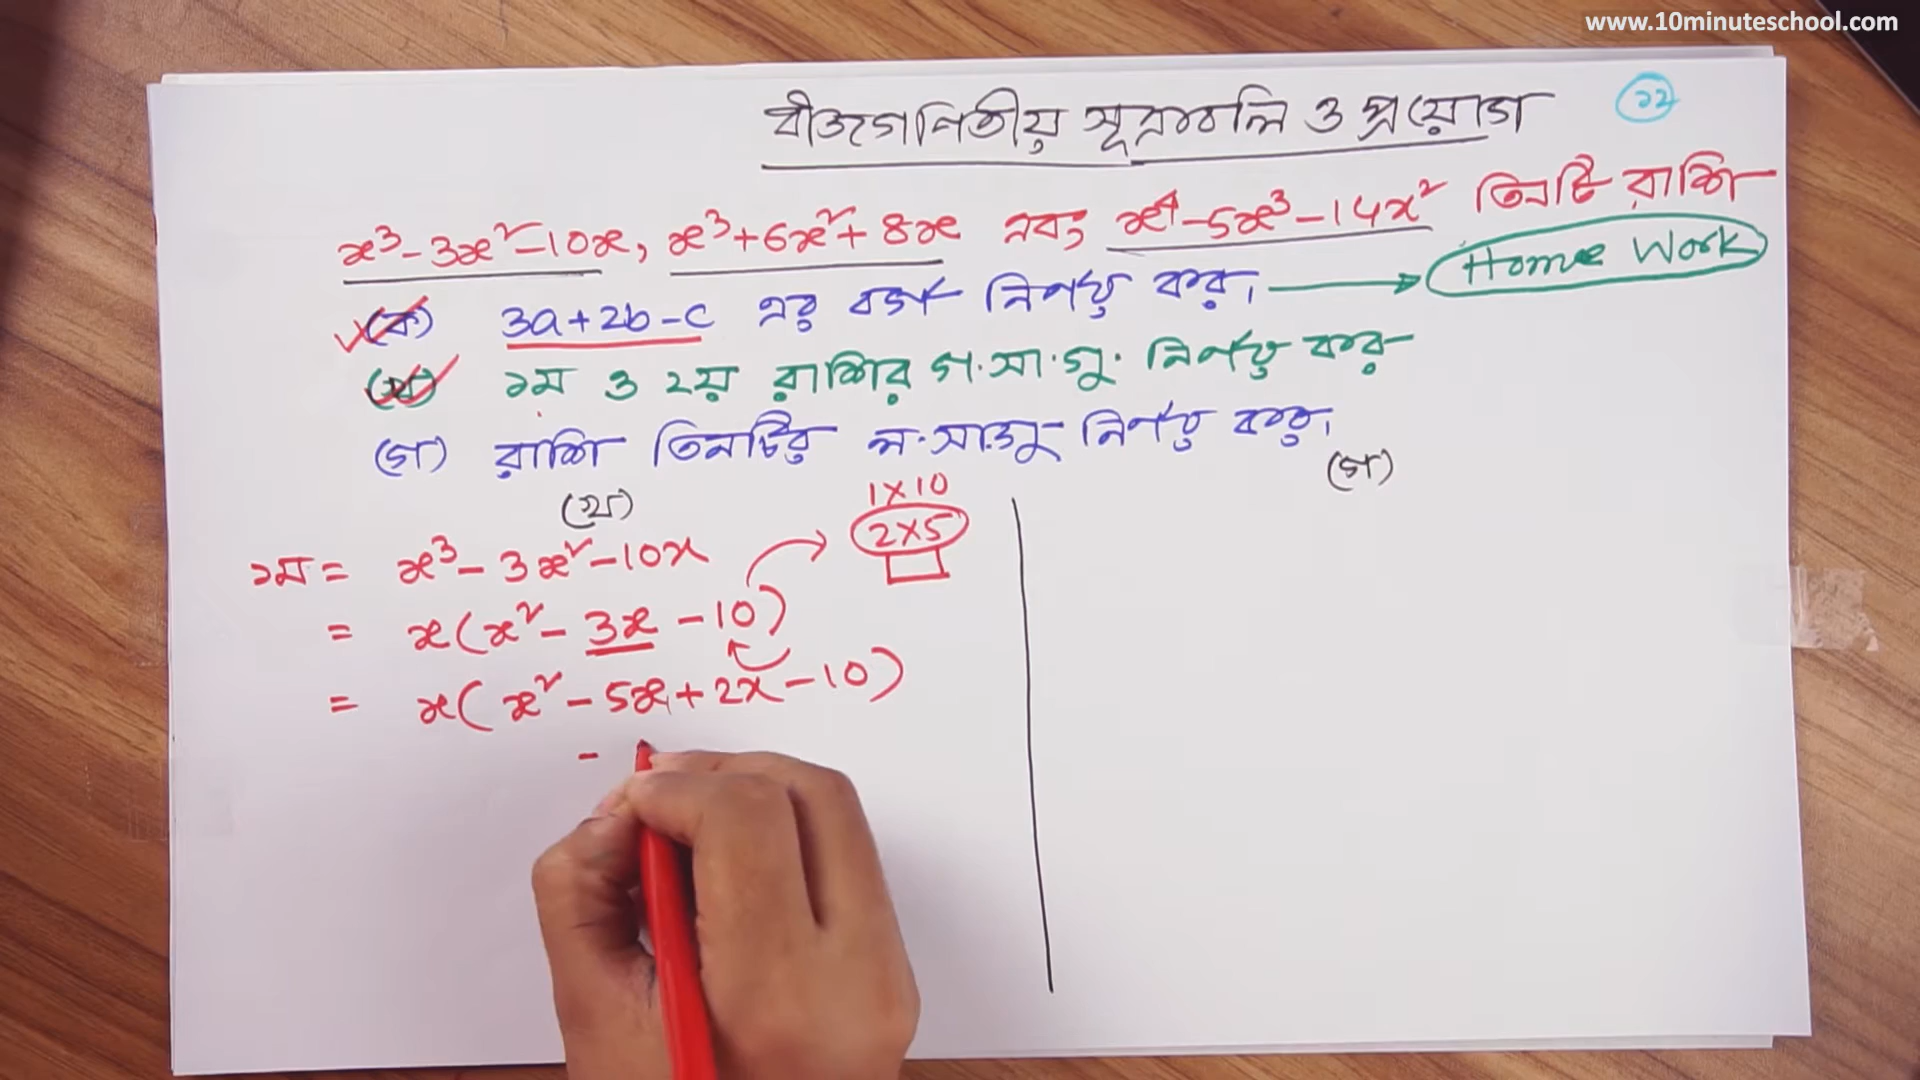 www.10minuteschool.com
বীজগণিতীয় সূত্রাবলি ও প্রয়োগ
১২
x³-3x²-10x, x³+6x²+8x এবং x⁴-5x³-14x² তিনটি রাশি
(ক) 3a+2b-c এর বর্গ নির্ণয় কর। → Home Work
(খ) ১ম ও ২য় রাশির গ.সা.গু. নির্ণয় কর
(গ) রাশি তিনটির ল.সা.গু নির্ণয় কর।
(খ)
১ম = x³-3x²-10x
= x(x²-3x-10)
= x(x²-5x+2x-10)
-
1×10
2×5
(গ)